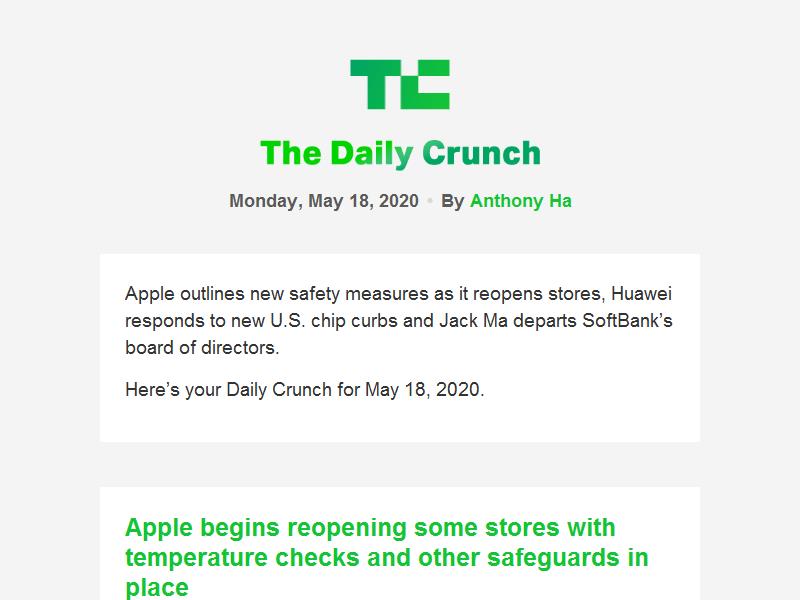 TC
The Daily Crunch
Monday, May 18, 2020 • By Anthony Ha
Apple outlines new safety measures as it reopens stores, Huawei
responds to new U.S. chip curbs and Jack Ma departs SoftBank’s
board of directors.
Here’s your Daily Crunch for May 18, 2020.
Apple begins reopening some stores with
temperature checks and other safeguards in
place